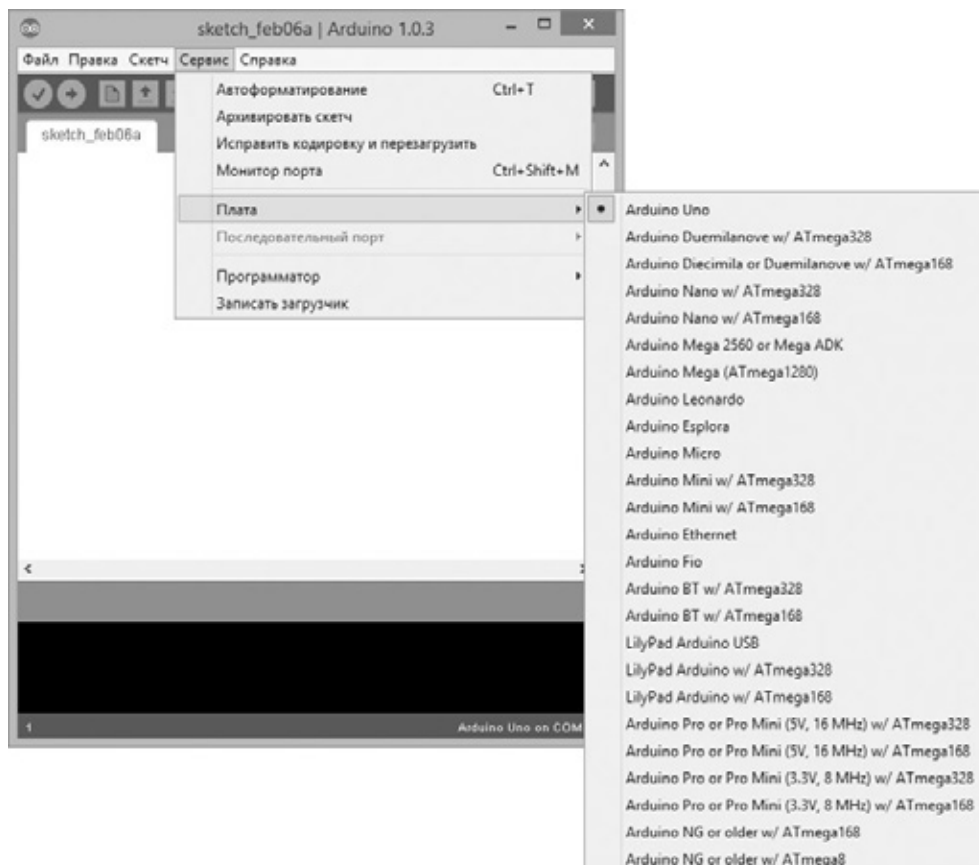 sketch_feb06a | Arduino 1.0.3
Файл Правка Скетч Сервис Справка
sketch_feb06a
Автоформатирование Ctrl+T
Архивировать скетч
Исправить кодировку и перезагрузить
Монитор порта Ctrl+Shift+M
Плата
Последовательный порт
Программатор
Записать загрузчик
Arduino Uno
Arduino Duemilanove w/ ATmega328
Arduino Diecimila or Duemilanove w/ ATmega168
Arduino Nano w/ ATmega328
Arduino Nano w/ ATmega168
Arduino Mega 2560 or Mega ADK
Arduino Mega (ATmega1280)
Arduino Leonardo
Arduino Esplora
Arduino Micro
Arduino Mini w/ ATmega328
Arduino Mini w/ ATmega168
Arduino Ethernet
Arduino Fio
Arduino BT w/ ATmega328
Arduino BT w/ ATmega168
LilyPad Arduino USB
LilyPad Arduino w/ ATmega328
LilyPad Arduino w/ ATmega168
Arduino Pro or Pro Mini (5V, 16 MHz) w/ ATmega328
Arduino Pro or Pro Mini (5V, 16 MHz) w/ ATmega168
Arduino Pro or Pro Mini (3.3V, 8 MHz) w/ ATmega328
Arduino Pro or Pro Mini (3.3V, 8 MHz) w/ ATmega168
Arduino NG or older w/ ATmega168
Arduino NG or older w/ ATmega8
1 Arduino Uno on COM